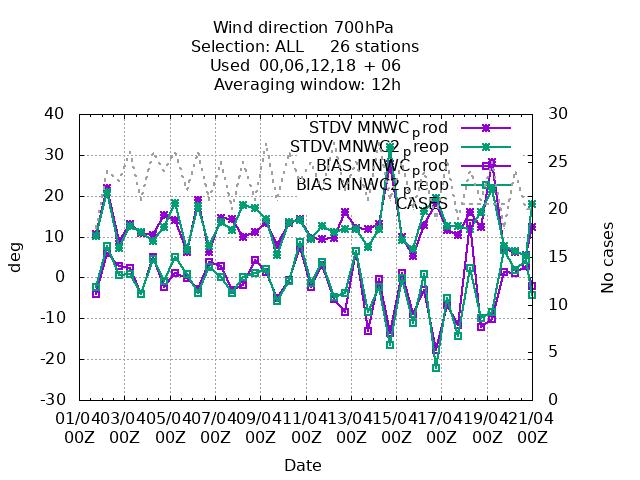 Wind direction 700hPa
Selection: ALL 26 stations
Used 00,06,12,18 + 06
Averaging window: 12h
STDV MNWC_prod
STDV MNWC2_preop
BIAS MNWC_prod
BIAS MNWC2_preop
CASES
40
30
20
10
0
-10
-20
-30
deg
30
25
20
15
10
5
0
No cases
01/04 03/04 05/04 07/04 09/04 11/04 13/04 15/04 17/04 19/04 21/04
00Z 00Z 00Z 00Z 00Z 00Z 00Z 00Z 00Z 00Z 00Z
Date